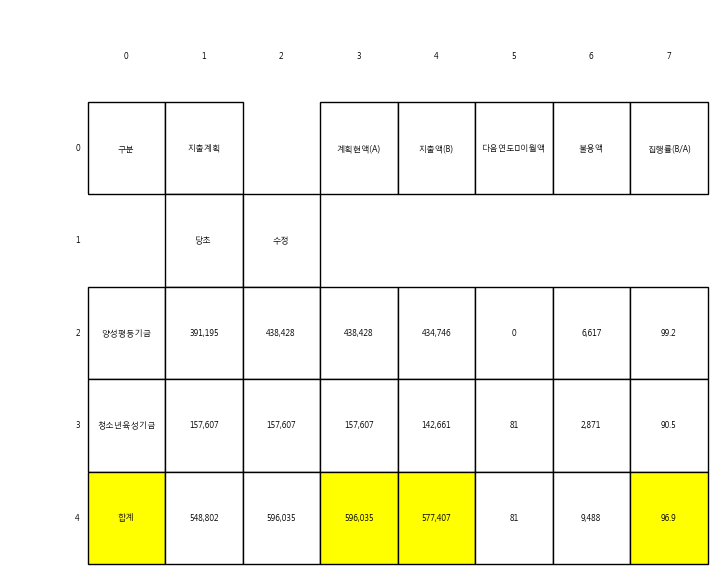 0 1 2 3 4 5 6 7
0 구분 지출계획 계획현액(A) 지출액(B) 다음연도이월액 불용액 집행률(B/A)
1 당초 수정
2 양성평등기금 391,195 438,428 438,428 434,746 0 6,617 99.2
3 청소년육성기금 157,607 157,607 157,607 142,661 81 2,871 90.5
4 합계 548,802 596,035 596,035 577,407 81 9,488 96.9